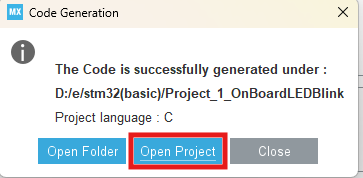 MX Code Generation
The Code is successfully generated under :
D:/e/stm32(basic)/Project_1_OnBoardLEDBlink
Project language : C
Open Folder Open Project Close